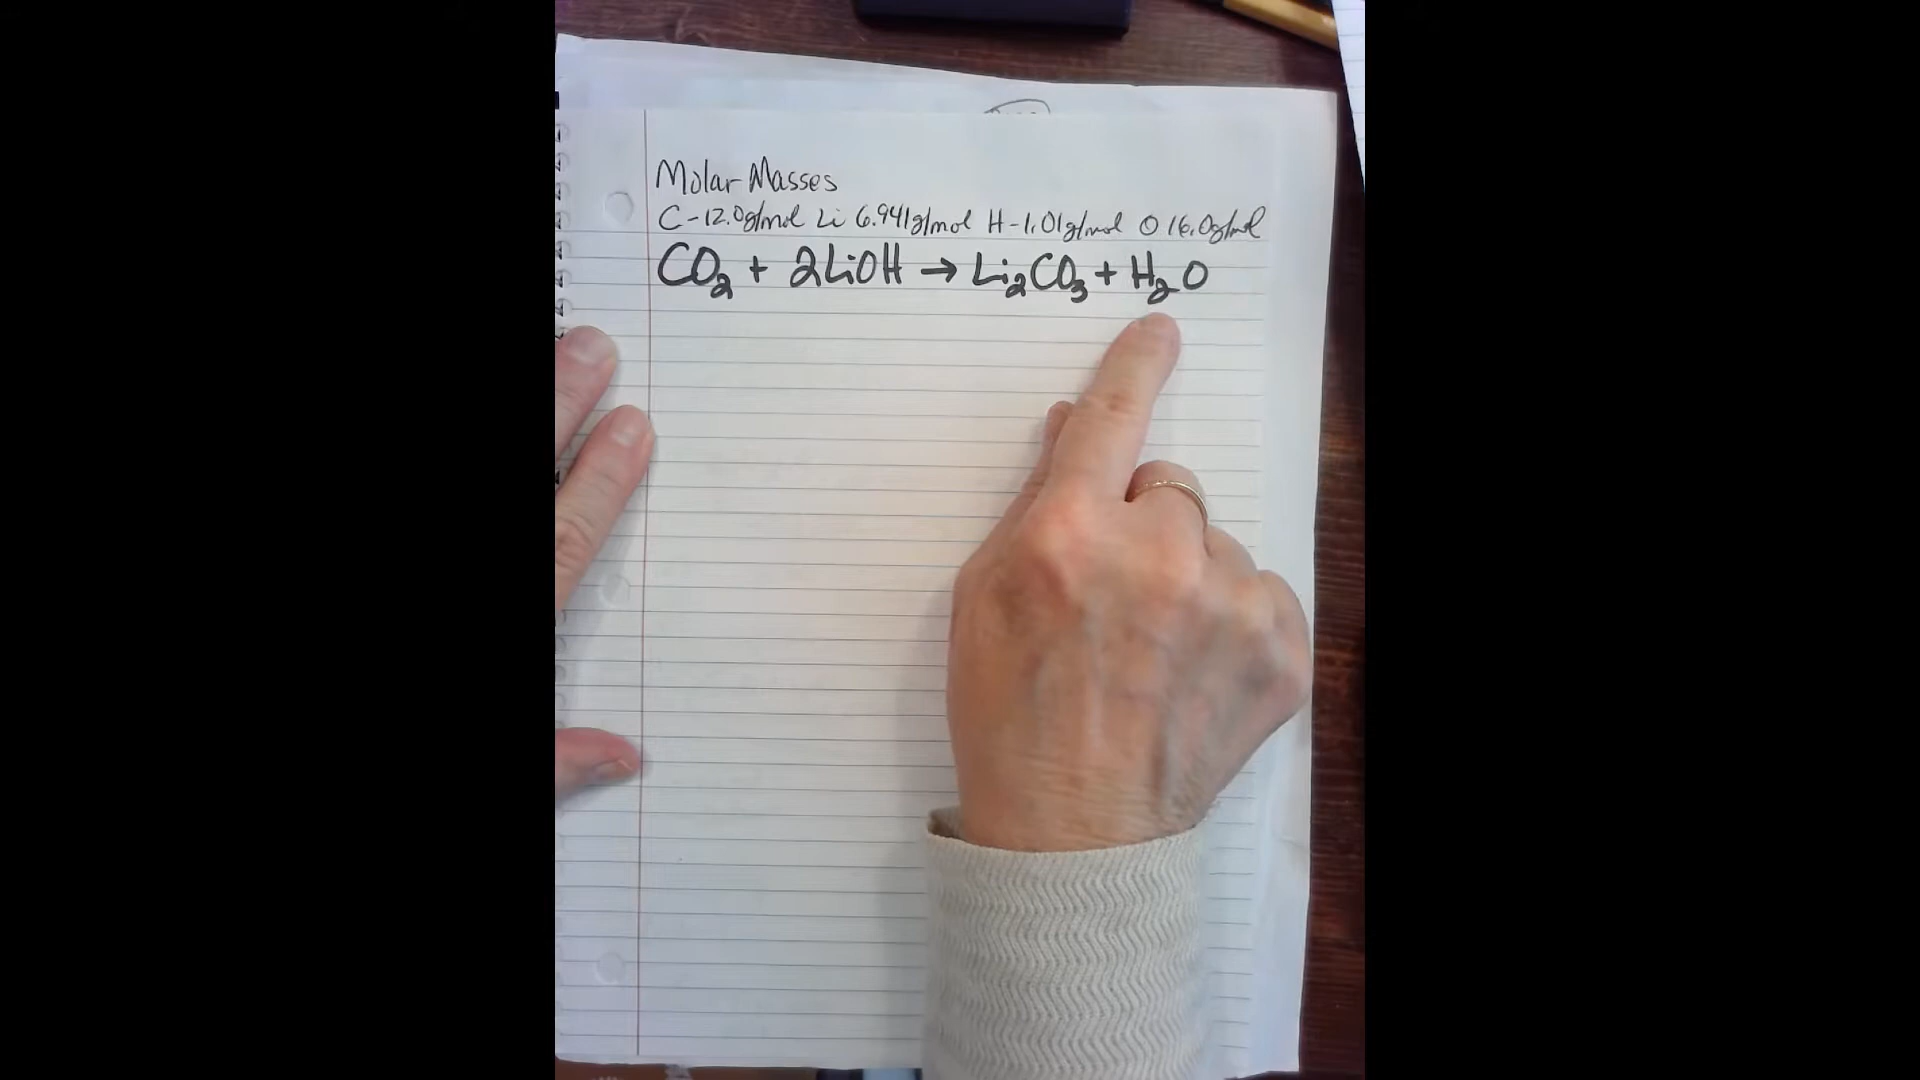 Molar Masses
C-12.0g/mol Li 6.941g/mol H-1.01g/mol O 16.0g/mol
CO₂ + 2LiOH → Li₂CO₃ + H₂O